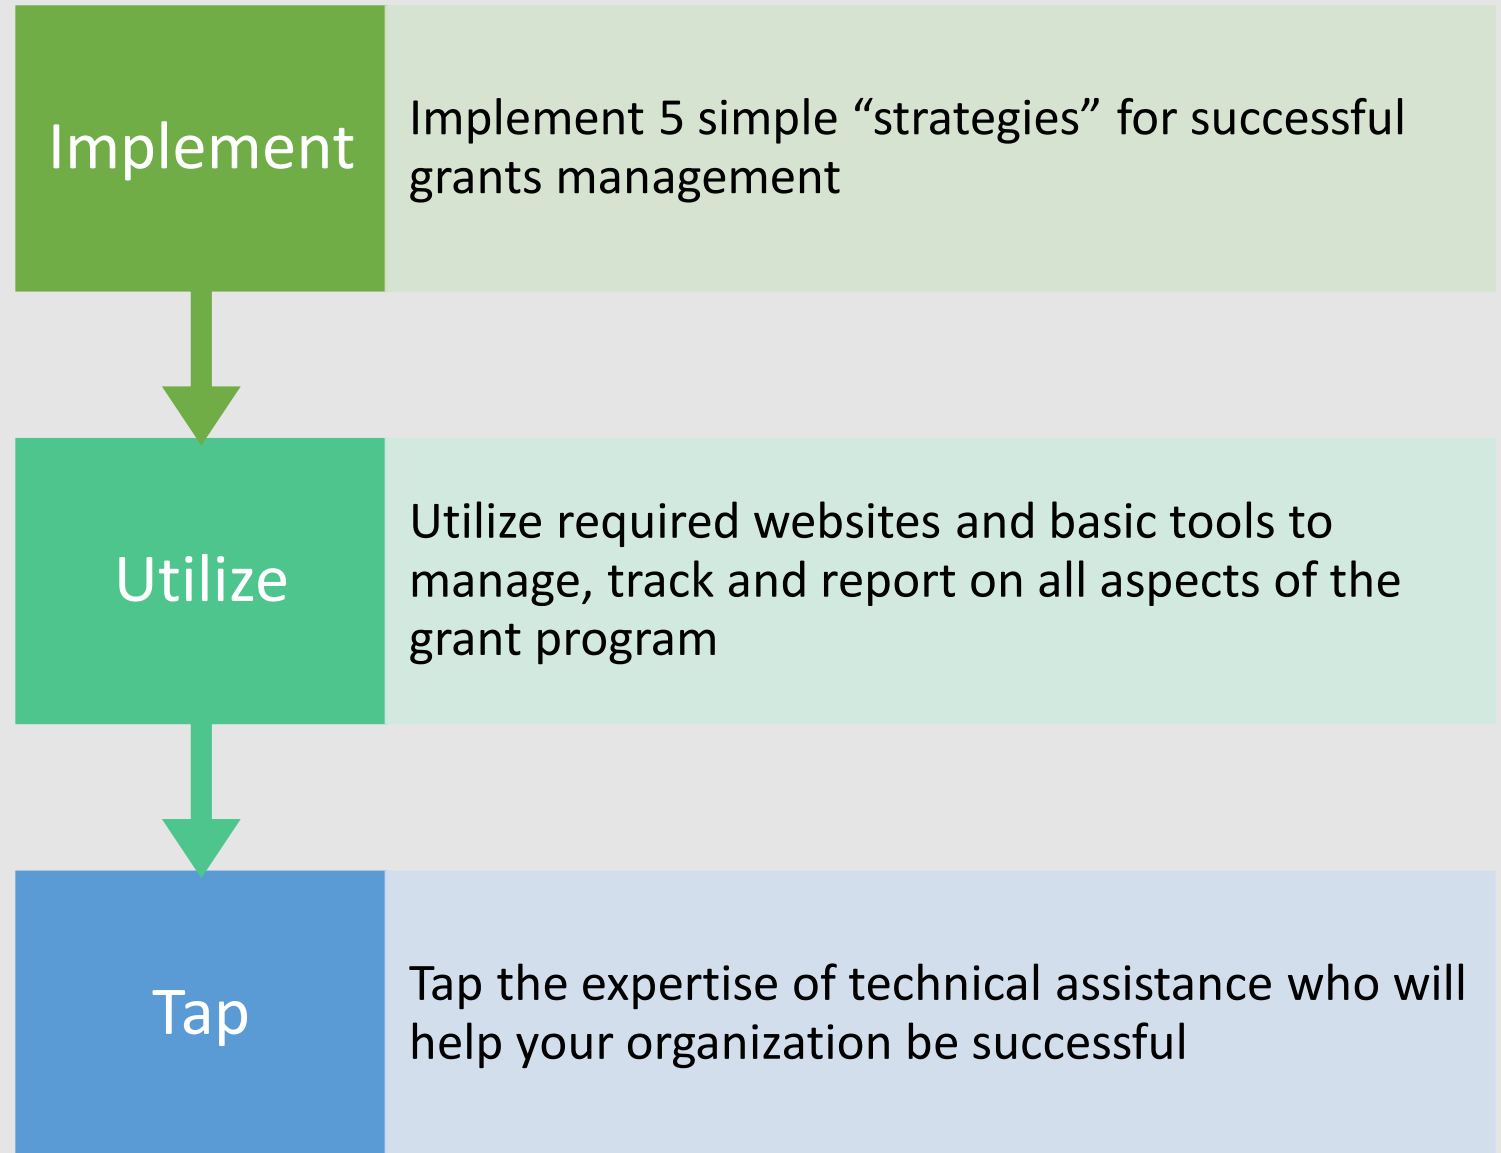 Implement
Implement 5 simple “strategies” for successful
grants management
Utilize
Utilize required websites and basic tools to
manage, track and report on all aspects of the
grant program
Tap
Tap the expertise of technical assistance who will
help your organization be successful